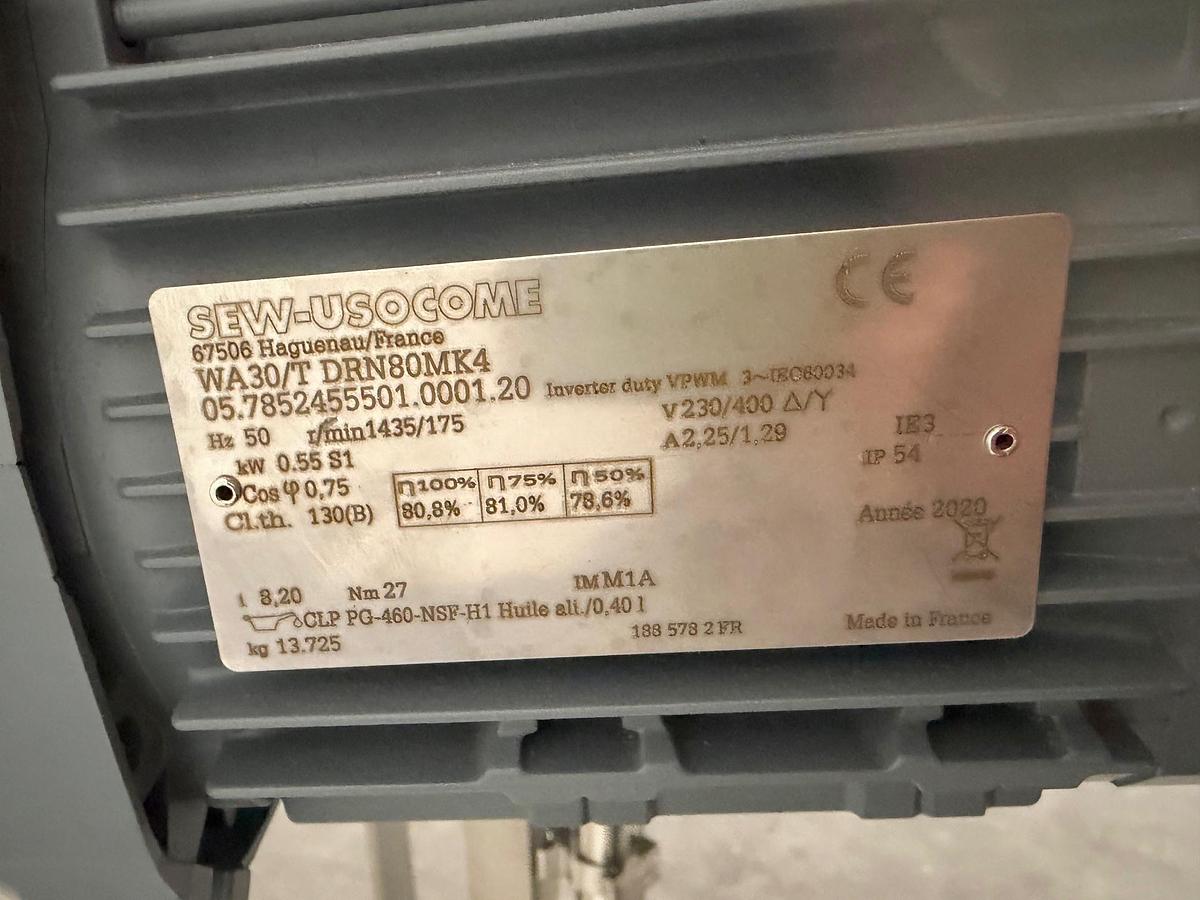 SEW-USOCOME
CE
67506 Haguenau/France
WA30/T DRN80MK4
05.7852455501.0001.20 Inverter duty VPWM 3~IEC60034
Hz 50 r/min1435/175 V230/400 Δ/Y
kW 0.55 S1 A2,25/1,29 IE3
Cosφ0,75 IP 54
η100% η75% η50%
80,8% 81,0% 78,6%
Cl.th. 130(B) Année 2020
i 8,20 Nm27 IMM1A
CLP PG-460-NSF-H1 Huile ali./0,40 l
kg 13.725 188 578 2 FR Made in France